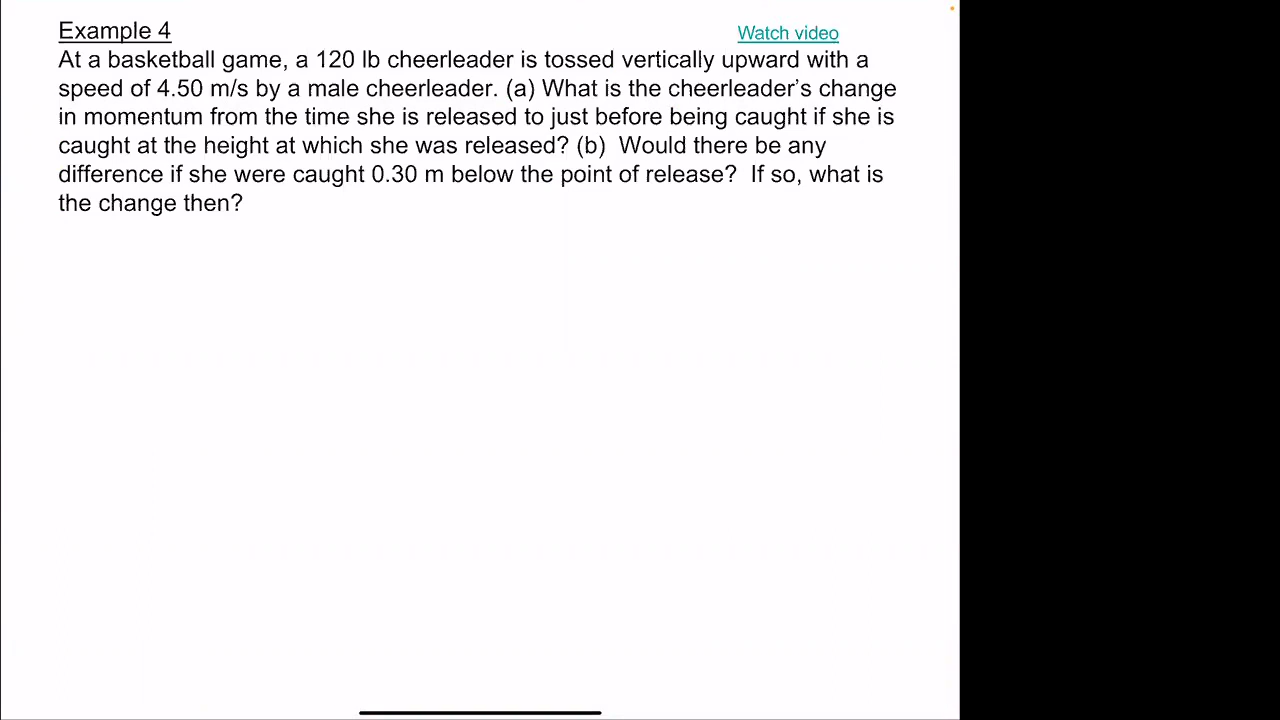 Example 4
Watch video
At a basketball game, a 120 lb cheerleader is tossed vertically upward with a
speed of 4.50 m/s by a male cheerleader. (a) What is the cheerleader’s change
in momentum from the time she is released to just before being caught if she is
caught at the height at which she was released? (b)  Would there be any
difference if she were caught 0.30 m below the point of release?  If so, what is
the change then?